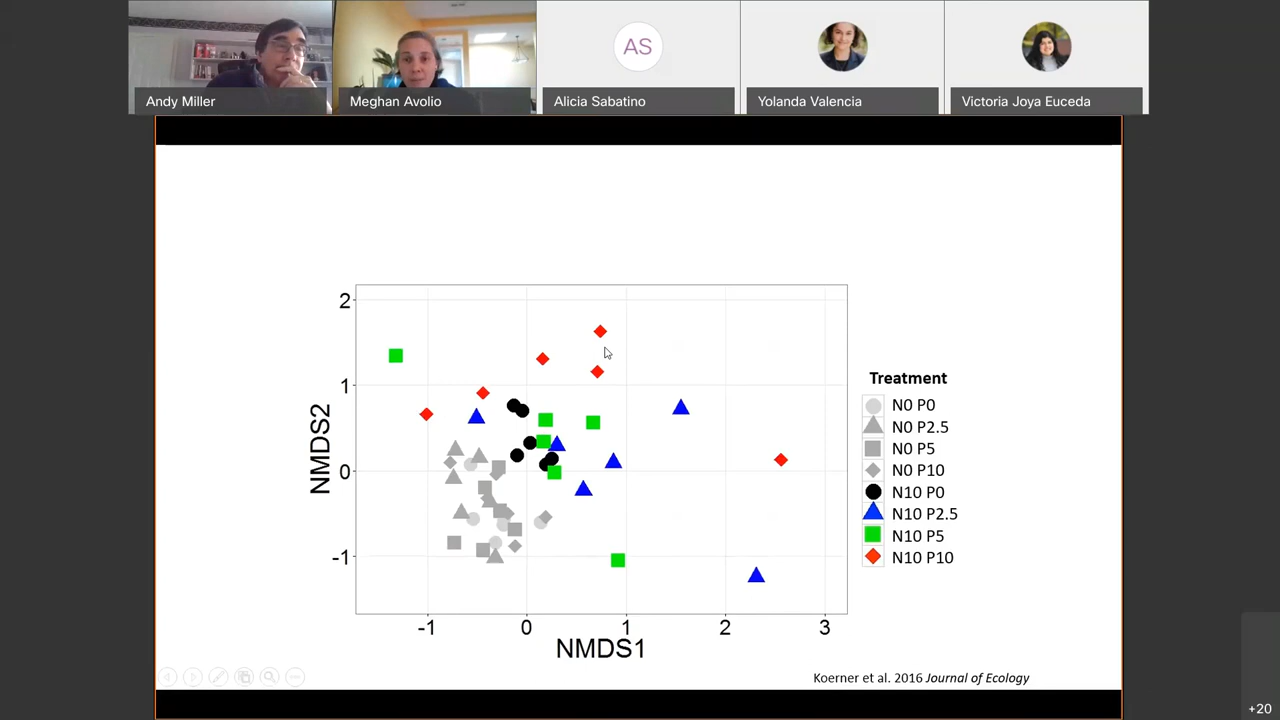 AS
Andy Miller
Meghan Avolio
Alicia Sabatino
Yolanda Valencia
Victoria Joya Euceda
2
1
0
-1
NMDS2
-1
0
1
2
3
NMDS1
Treatment
N0 P0
N0 P2.5
N0 P5
N0 P10
N10 P0
N10 P2.5
N10 P5
N10 P10
Koerner et al. 2016 Journal of Ecology
+20